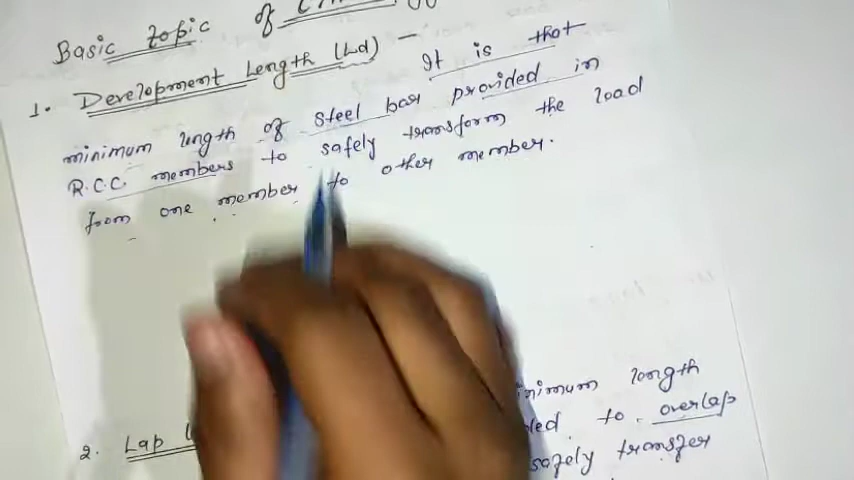 Basic topic of
1. Development Length (Ld) - It is that
minimum length of steel bar provided in
R.C.C. members to safely transform the load
from one member to other member.
2. Lap
minimum length
to overlap
safely transfer